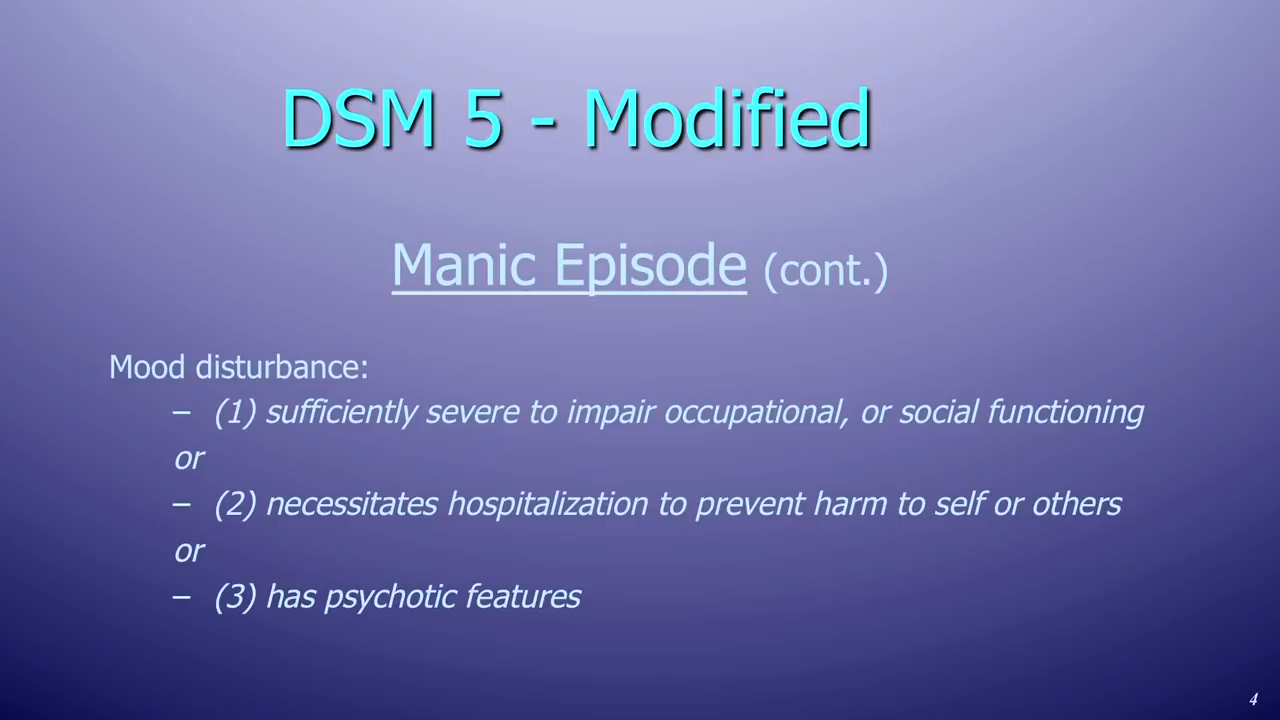 DSM 5 - Modified
Manic Episode (cont.)
Mood disturbance:
– (1) sufficiently severe to impair occupational, or social functioning
or
– (2) necessitates hospitalization to prevent harm to self or others
or
– (3) has psychotic features
4